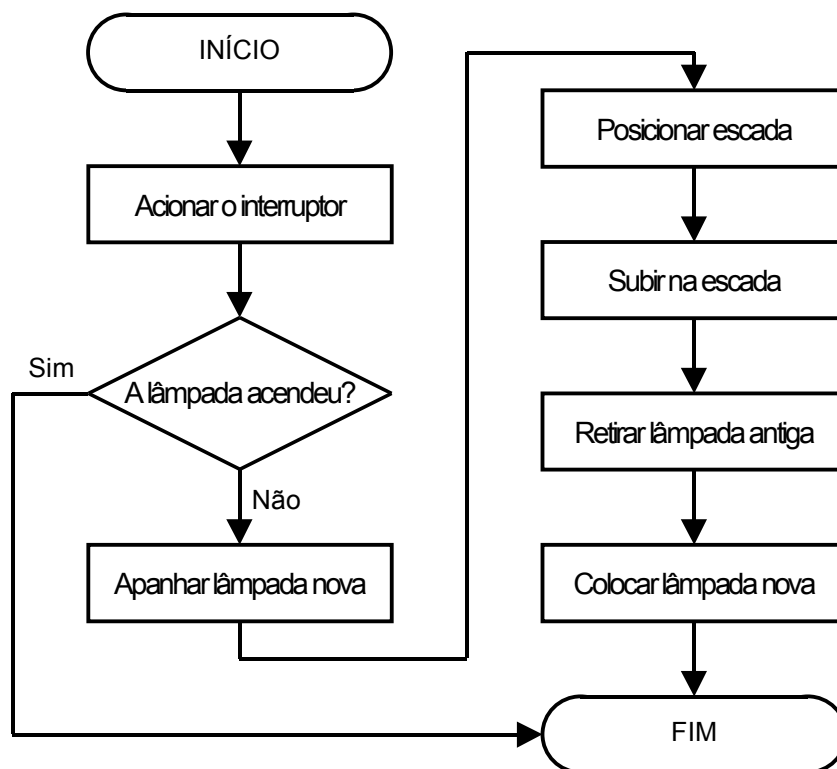 INÍCIO
Acionar o interruptor
A lâmpada acendeu?
Sim
Não
Apanhar lâmpada nova
Posicionar escada
Subir na escada
Retirar lâmpada antiga
Colocar lâmpada nova
FIM